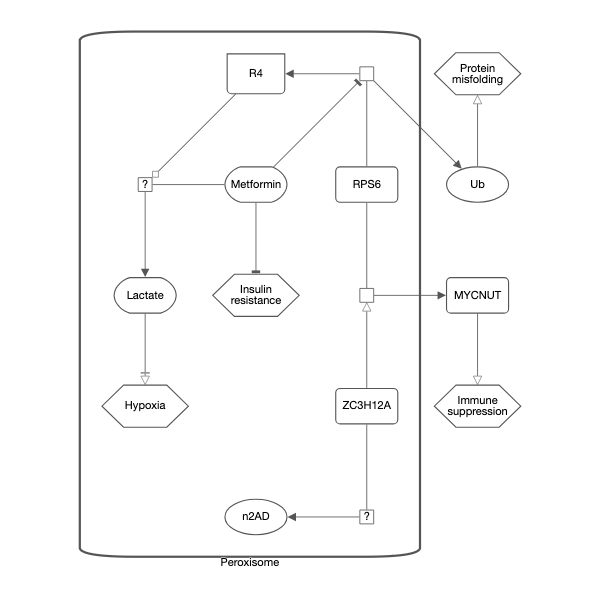 R4
Protein
misfolding
?
Metformin
RPS6
Ub
Lactate
Insulin
resistance
MYCNUT
Hypoxia
ZC3H12A
Immune
suppression
n2AD
?
Peroxisome